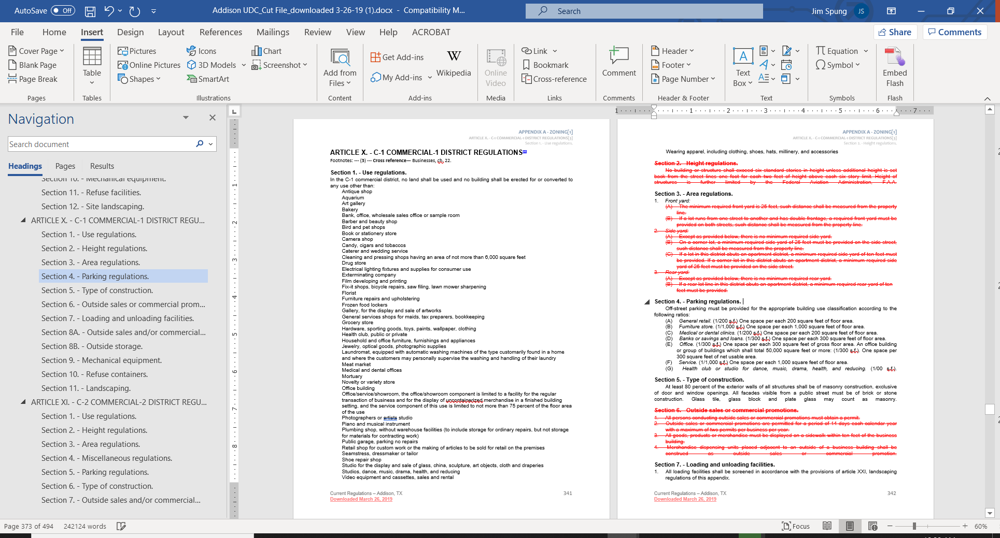 AutoSave Off
Addison UDC_Cut File_downloaded 3-26-19 (1).docx - Compatibility M...
Search
Jim Spung JS
File Home Insert Design Layout References Mailings Review View Help ACROBAT
Share Comments
Cover Page
Blank Page
Page Break
Pages
Table
Tables
Pictures
Online Pictures
Shapes
Icons
3D Models
SmartArt
Chart
Screenshot
Illustrations
Add from
Files
Content
Get Add-ins
My Add-ins
W
Wikipedia
Add-ins
Online
Video
Media
Link
Bookmark
Cross-reference
Links
Comment
Comments
Header
Footer
Page Number
Header & Footer
Text
Box
Text
Equation
Symbol
Symbols
Embed
Flash
Flash
Navigation
Search document
Headings Pages Results
Section 10. - Mechanical equipment.
Section 11. - Refuse facilities.
Section 12. - Site landscaping.
ARTICLE X. - C-1 COMMERCIAL-1 DISTRICT REGU...
Section 1. - Use regulations.
Section 2. - Height regulations.
Section 3. - Area regulations.
Section 4. - Parking regulations.
Section 5. - Type of construction.
Section 6. - Outside sales or commercial prom...
Section 7. - Loading and unloading facilities.
Section 8A. - Outside sales and/or commercial...
Section 8B. - Outside storage.
Section 9. - Mechanical equipment.
Section 10. - Refuse containers.
Section 11. - Landscaping.
ARTICLE XI. - C-2 COMMERCIAL-2 DISTRICT REGU...
Section 1. - Use regulations.
Section 2. - Height regulations.
Section 3. - Area regulations.
Section 4. - Miscellaneous regulations.
Section 5. - Parking regulations.
Section 6. - Type of construction.
Section 7. - Outside sales and/or commercial...
1 1 2 3 4 5 6 7
1
2
3
4
5
6
7
8
APPENDIX A - ZONING[1]
ARTICLE X. - C-1 COMMERCIAL-1 DISTRICT REGULATIONS[3]
Section 1. - Use regulations.
ARTICLE X. - C-1 COMMERCIAL-1 DISTRICT REGULATIONS[3]
Footnotes: --- (3) --- Cross reference— Businesses, ch. 22.
Section 1. - Use regulations.
In the C-1 commercial district, no land shall be used and no building shall be erected for or converted to
any use other than:
Antique shop
Aquarium
Art gallery
Bakery
Bank, office, wholesale sales office or sample room
Barber and beauty shop
Bird and pet shops
Book or stationery store
Camera shop
Candy, cigars and tobaccos
Caterer and wedding service
Cleaning and pressing shops having an area of not more than 6,000 square feet
Drug store
Electrical lighting fixtures and supplies for consumer use
Exterminating company
Film developing and printing
Fix-it shops, bicycle repairs, saw filing, lawn mower sharpening
Florist
Furniture repairs and upholstering
Frozen food lockers
Gallery, for the display and sale of artworks
General services shops for maids, tax preparers, bookkeeping
Grocery store
Hardware, sporting goods, toys, paints, wallpaper, clothing
Health club, public or private
Household and office furniture, furnishings and appliances
Jewelry, optical goods, photographic supplies
Laundromat, equipped with automatic washing machines of the type customarily found in a home
and where the customers may personally supervise the washing and handling of their laundry
Meat market
Medical and dental offices
Mortuary
Novelty or variety store
Office building
Office/service/showroom, the office/showroom component is limited to a facility for the regular
transaction of business and for the display of uncontainerized merchandise in a finished building
setting, and the service component of this use is limited to not more than 75 percent of the floor area
of the use
Photographers or artists studio
Piano and musical instrument
Plumbing shop, without warehouse facilities (to include storage for ordinary repairs, but not storage
for materials for contracting work)
Public garage, parking no repairs
Retail shop for custom work or the making of articles to be sold for retail on the premises
Seamstress, dressmaker or tailor
Shoe repair shop
Studio for the display and sale of glass, china, sculpture, art objects, cloth and draperies
Studios, dance, music, drama, health, and reducing
Video equipment and cassettes, sales and rental
Current Regulations – Addison, TX 341
Downloaded March 26, 2019
APPENDIX A - ZONING[1]
ARTICLE X. - C-1 COMMERCIAL-1 DISTRICT REGULATIONS[3]
Section 2. - Height regulations.
Wearing apparel, including clothing, shoes, hats, millinery, and accessories
Section 2. - Height regulations.
No building or structure shall exceed six standard stories in height unless additional height is set
back from the street lines one foot for each two feet of height above each six story limit. Height of
structures is further limited by the Federal Aviation Administration, F.A.A.
Section 3. - Area regulations.
1. Front yard:
(A) The minimum required front yard is 25 feet, such distance shall be measured from the property
line.
(B) If a lot runs from one street to another and has double frontage, a required front yard must be
provided on both streets, such distance shall be measured from the property line.
2. Side yard:
(A) Except as provided below, there is no minimum required side yard.
(B) On a corner lot, a minimum required side yard of 25 feet must be provided on the side street,
such distance shall be measured from the property line.
(C) If a lot in this district abuts an apartment district, a minimum required side yard of ten feet must
be provided. If a corner lot in this district abuts an apartment district, a minimum required side
yard of 25 feet must be provided on the side street.
3. Rear yard:
(A) Except as provided below, there is no minimum required rear yard.
(B) If a rear lot line in this district abuts an apartment district, a minimum required rear yard of ten
feet must be provided.
Section 4. - Parking regulations.
Off-street parking must be provided for the appropriate building use classification according to the
following ratios:
(A) General retail. (1/200 s.f.) One space per each 200 square feet of floor area.
(B) Furniture store. (1/1,000 s.f.) One space per each 1,000 square feet of floor area.
(C) Medical or dental clinics. (1/200 s.f.) One space per each 200 square feet of floor area.
(D) Banks or savings and loans. (1/300 s.f.) One space per each 300 square feet of floor area.
(E) Office. (1/300 s.f.) One space per each 300 square feet of gross floor area. An office building
or group of buildings which shall total 50,000 square feet or more: (1/300 s.f.). One space per
300 square feet of net usable area.
(F) Service. (1/1,000 s.f.) One space per each 1,000 square feet of floor area.
(G) Health club or studio for dance, music, drama, health, and reducing. (1/00 s.f.).
Section 5. - Type of construction.
At least 80 percent of the exterior walls of all structures shall be of masonry construction, exclusive
of door and window openings. All facades visible from a public street must be of brick or stone
construction. Glass tile, glass block and plate glass may count as masonry.
Section 6. - Outside sales or commercial promotions.
1. All persons conducting outside sales or commercial promotions must obtain a permit.
2. Outside sales or commercial promotions are permitted for a period of 14 days each calendar year
with a maximum of two permits per business per year.
3. All goods, products or merchandise must be displayed on a sidewalk within ten feet of the business
building.
4. Merchandise dispensing units placed adjacent to an outside of a business building shall be
construed as outside sales or commercial promotion.
Section 7. - Loading and unloading facilities.
1. All loading facilities shall be screened in accordance with the provisions of article XXI, landscaping
regulations of this appendix.
Current Regulations – Addison, TX 342
Downloaded March 26, 2019
Page 373 of 494 242124 words
Focus
60%